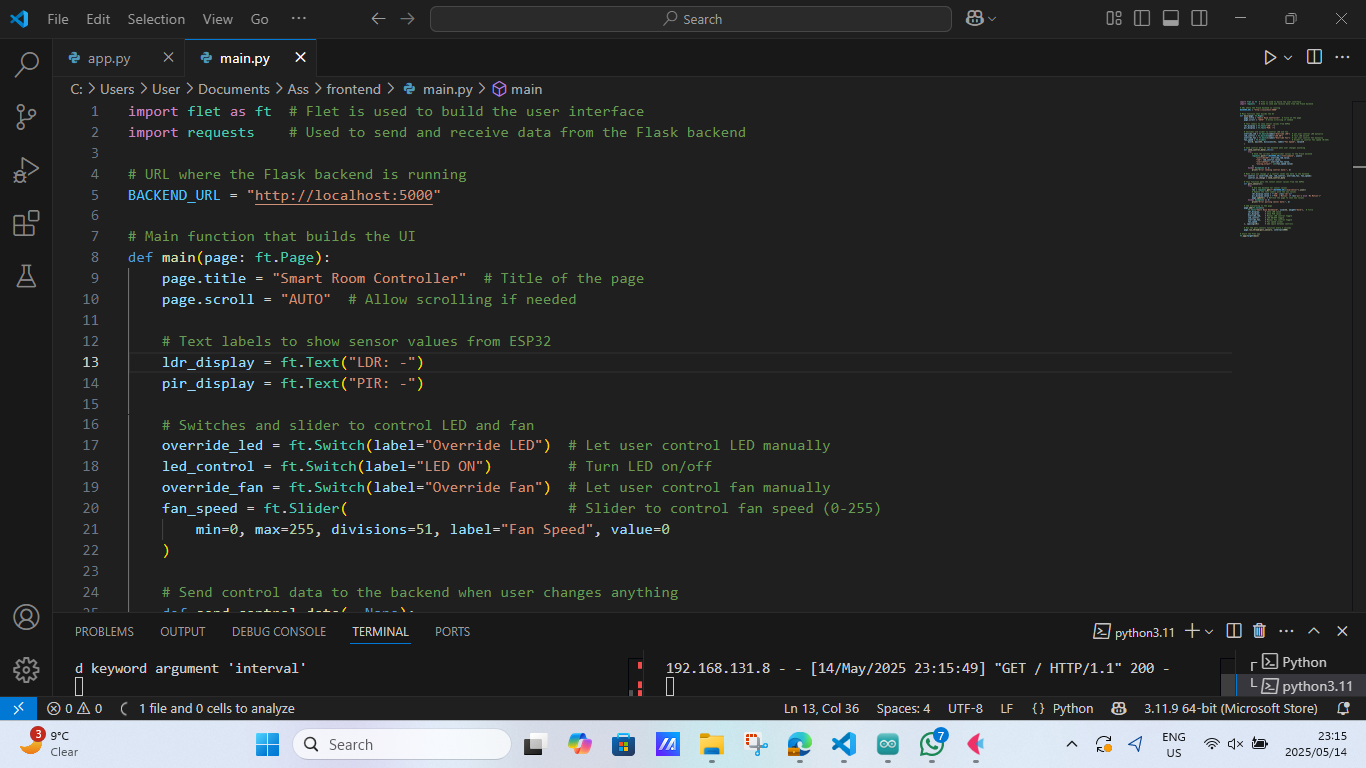 File Edit Selection View Go ··· Search
app.py main.py
C: > Users > User > Documents > Ass > frontend > main.py > main
1 import flet as ft  # Flet is used to build the user interface
2 import requests    # Used to send and receive data from the Flask backend
3
4 # URL where the Flask backend is running
5 BACKEND_URL = "http://localhost:5000"
6
7 # Main function that builds the UI
8 def main(page: ft.Page):
9     page.title = "Smart Room Controller"  # Title of the page
10     page.scroll = "AUTO"  # Allow scrolling if needed
11
12     # Text labels to show sensor values from ESP32
13     ldr_display = ft.Text("LDR: -")
14     pir_display = ft.Text("PIR: -")
15
16     # Switches and slider to control LED and fan
17     override_led = ft.Switch(label="Override LED")  # Let user control LED manually
18     led_control = ft.Switch(label="LED ON")         # Turn LED on/off
19     override_fan = ft.Switch(label="Override Fan")  # Let user control fan manually
20     fan_speed = ft.Slider(                          # Slider to control fan speed (0-255)
21         min=0, max=255, divisions=51, label="Fan Speed", value=0
22     )
23
24     # Send control data to the backend when user changes anything
PROBLEMS OUTPUT DEBUG CONSOLE TERMINAL PORTS python3.11
d keyword argument 'interval'
192.168.131.8 - - [14/May/2025 23:15:49] "GET / HTTP/1.1" 200 -
Python
python3.11
0 0 1 file and 0 cells to analyze Ln 13, Col 36 Spaces: 4 UTF-8 LF {} Python 3.11.9 64-bit (Microsoft Store)
3 9°C
Clear
Search
7
ENG
US
23:15
2025/05/14